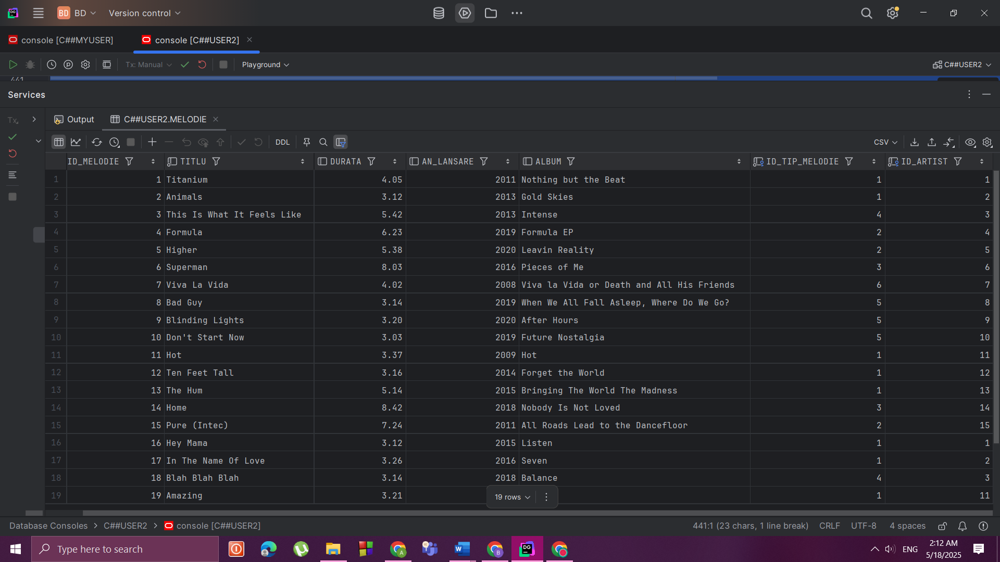 BD BD Version control
console [C##MYUSER] console [C##USER2]
Tx: Manual Playground C##USER2
441
Services
Tx Output C##USER2.MELODIE
DDL CSV
ID_MELODIE TITLU DURATA AN_LANSARE ALBUM ID_TIP_MELODIE ID_ARTIST
1 1 Titanium 4.05 2011 Nothing but the Beat 1 1
2 2 Animals 3.12 2013 Gold Skies 1 2
3 3 This Is What It Feels Like 5.42 2013 Intense 4 3
4 4 Formula 6.23 2019 Formula EP 2 4
5 5 Higher 5.38 2020 Leavin Reality 2 5
6 6 Superman 8.03 2016 Pieces of Me 3 6
7 7 Viva La Vida 4.02 2008 Viva la Vida or Death and All His Friends 6 7
8 8 Bad Guy 3.14 2019 When We All Fall Asleep, Where Do We Go? 5 8
9 9 Blinding Lights 3.20 2020 After Hours 5 9
10 10 Don't Start Now 3.03 2019 Future Nostalgia 5 10
11 11 Hot 3.37 2009 Hot 1 11
12 12 Ten Feet Tall 3.16 2014 Forget the World 1 12
13 13 The Hum 5.14 2015 Bringing The World The Madness 1 13
14 14 Home 8.42 2018 Nobody Is Not Loved 3 14
15 15 Pure (Intec) 7.24 2011 All Roads Lead to the Dancefloor 2 15
16 16 Hey Mama 3.12 2015 Listen 1 1
17 17 In The Name Of Love 3.26 2016 Seven 1 2
18 18 Blah Blah Blah 3.14 2018 Balance 4 3
19 19 Amazing 3.21 1 11
19 rows
Database Consoles C##USER2 console [C##USER2] 441:1 (23 chars, 1 line break) CRLF UTF-8 4 spaces
Type here to search ENG 2:12 AM
5/18/2025